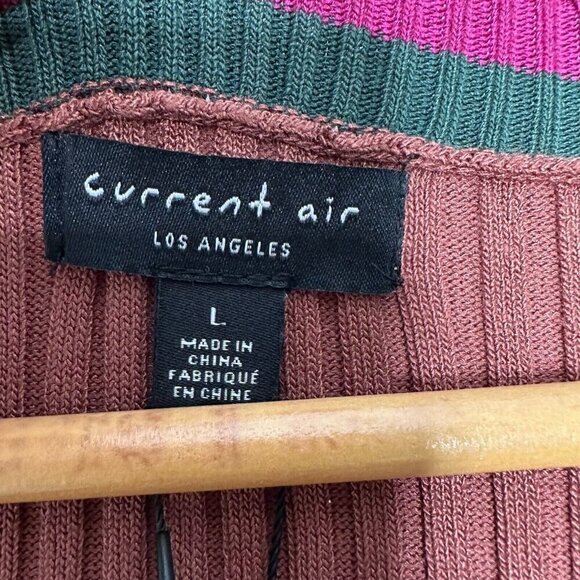 current air
LOS ANGELES
L
MADE IN
CHINA
FABRIQUÉ
EN CHINE